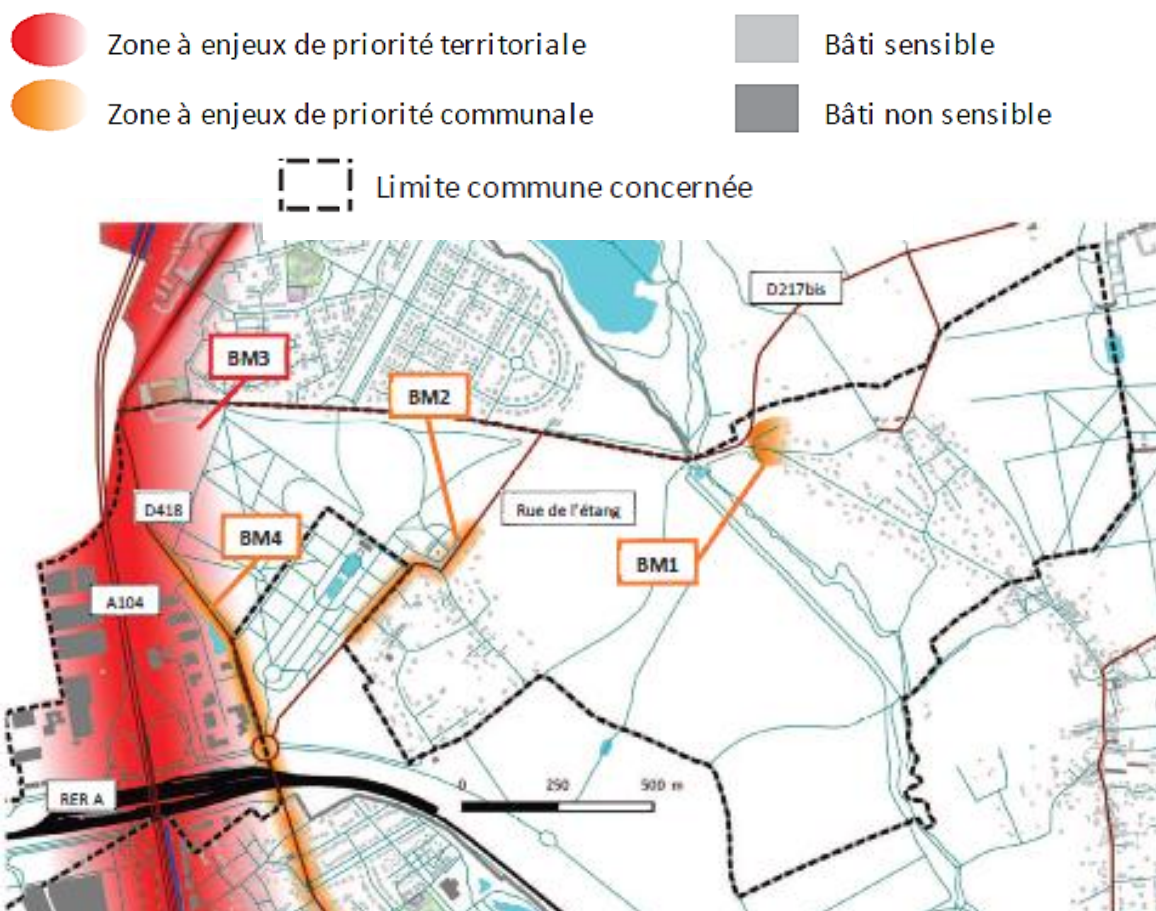 Zone à enjeux de priorité territoriale
Bâti sensible
Zone à enjeux de priorité communale
Bâti non sensible
Limite commune concernée
D217bis
BM3
BM2
D418
Rue de l'étang
BM4
BM1
A104
RER A
0 250 500 m